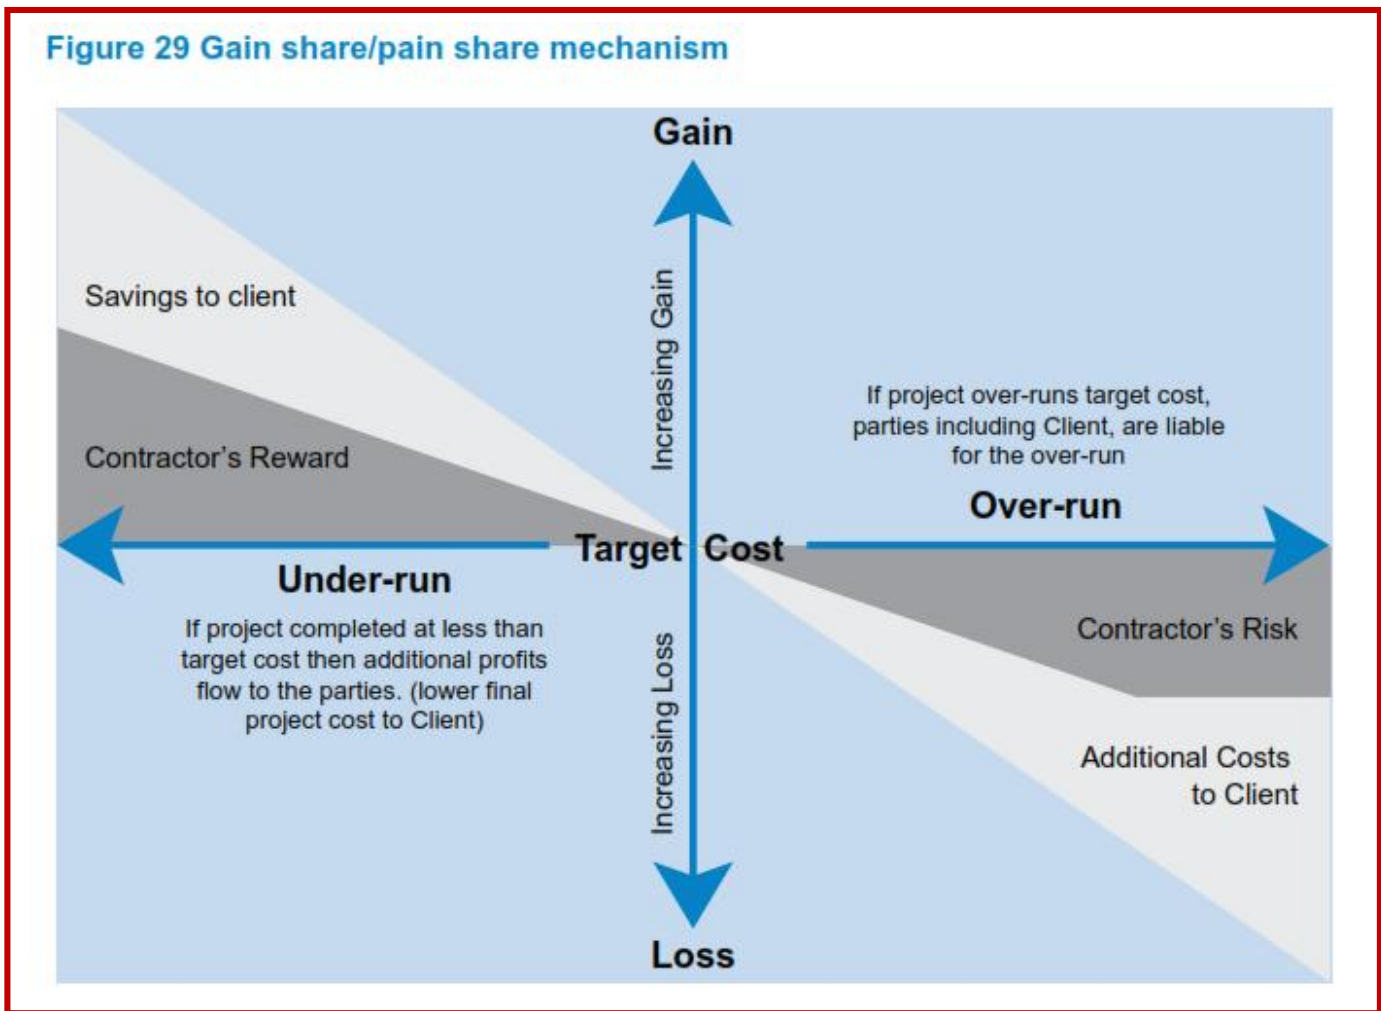 Figure 29 Gain share/pain share mechanism
Gain
Increasing Gain
Savings to client
Contractor's Reward
If project over-runs target cost,
parties including Client, are liable
for the over-run
Over-run
Target Cost
Under-run
If project completed at less than
target cost then additional profits
flow to the parties. (lower final
project cost to Client)
Increasing Loss
Contractor's Risk
Additional Costs
to Client
Loss